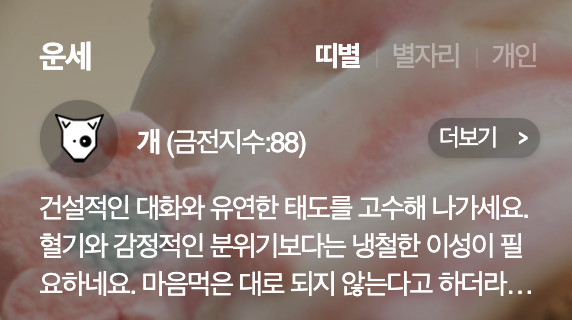 운세
띠별 | 별자리 | 개인
개 (금전지수:88)
더보기 >
건설적인 대화와 유연한 태도를 고수해 나가세요.
혈기와 감정적인 분위기보다는 냉철한 이성이 필
요하네요. 마음먹은 대로 되지 않는다고 하더라...